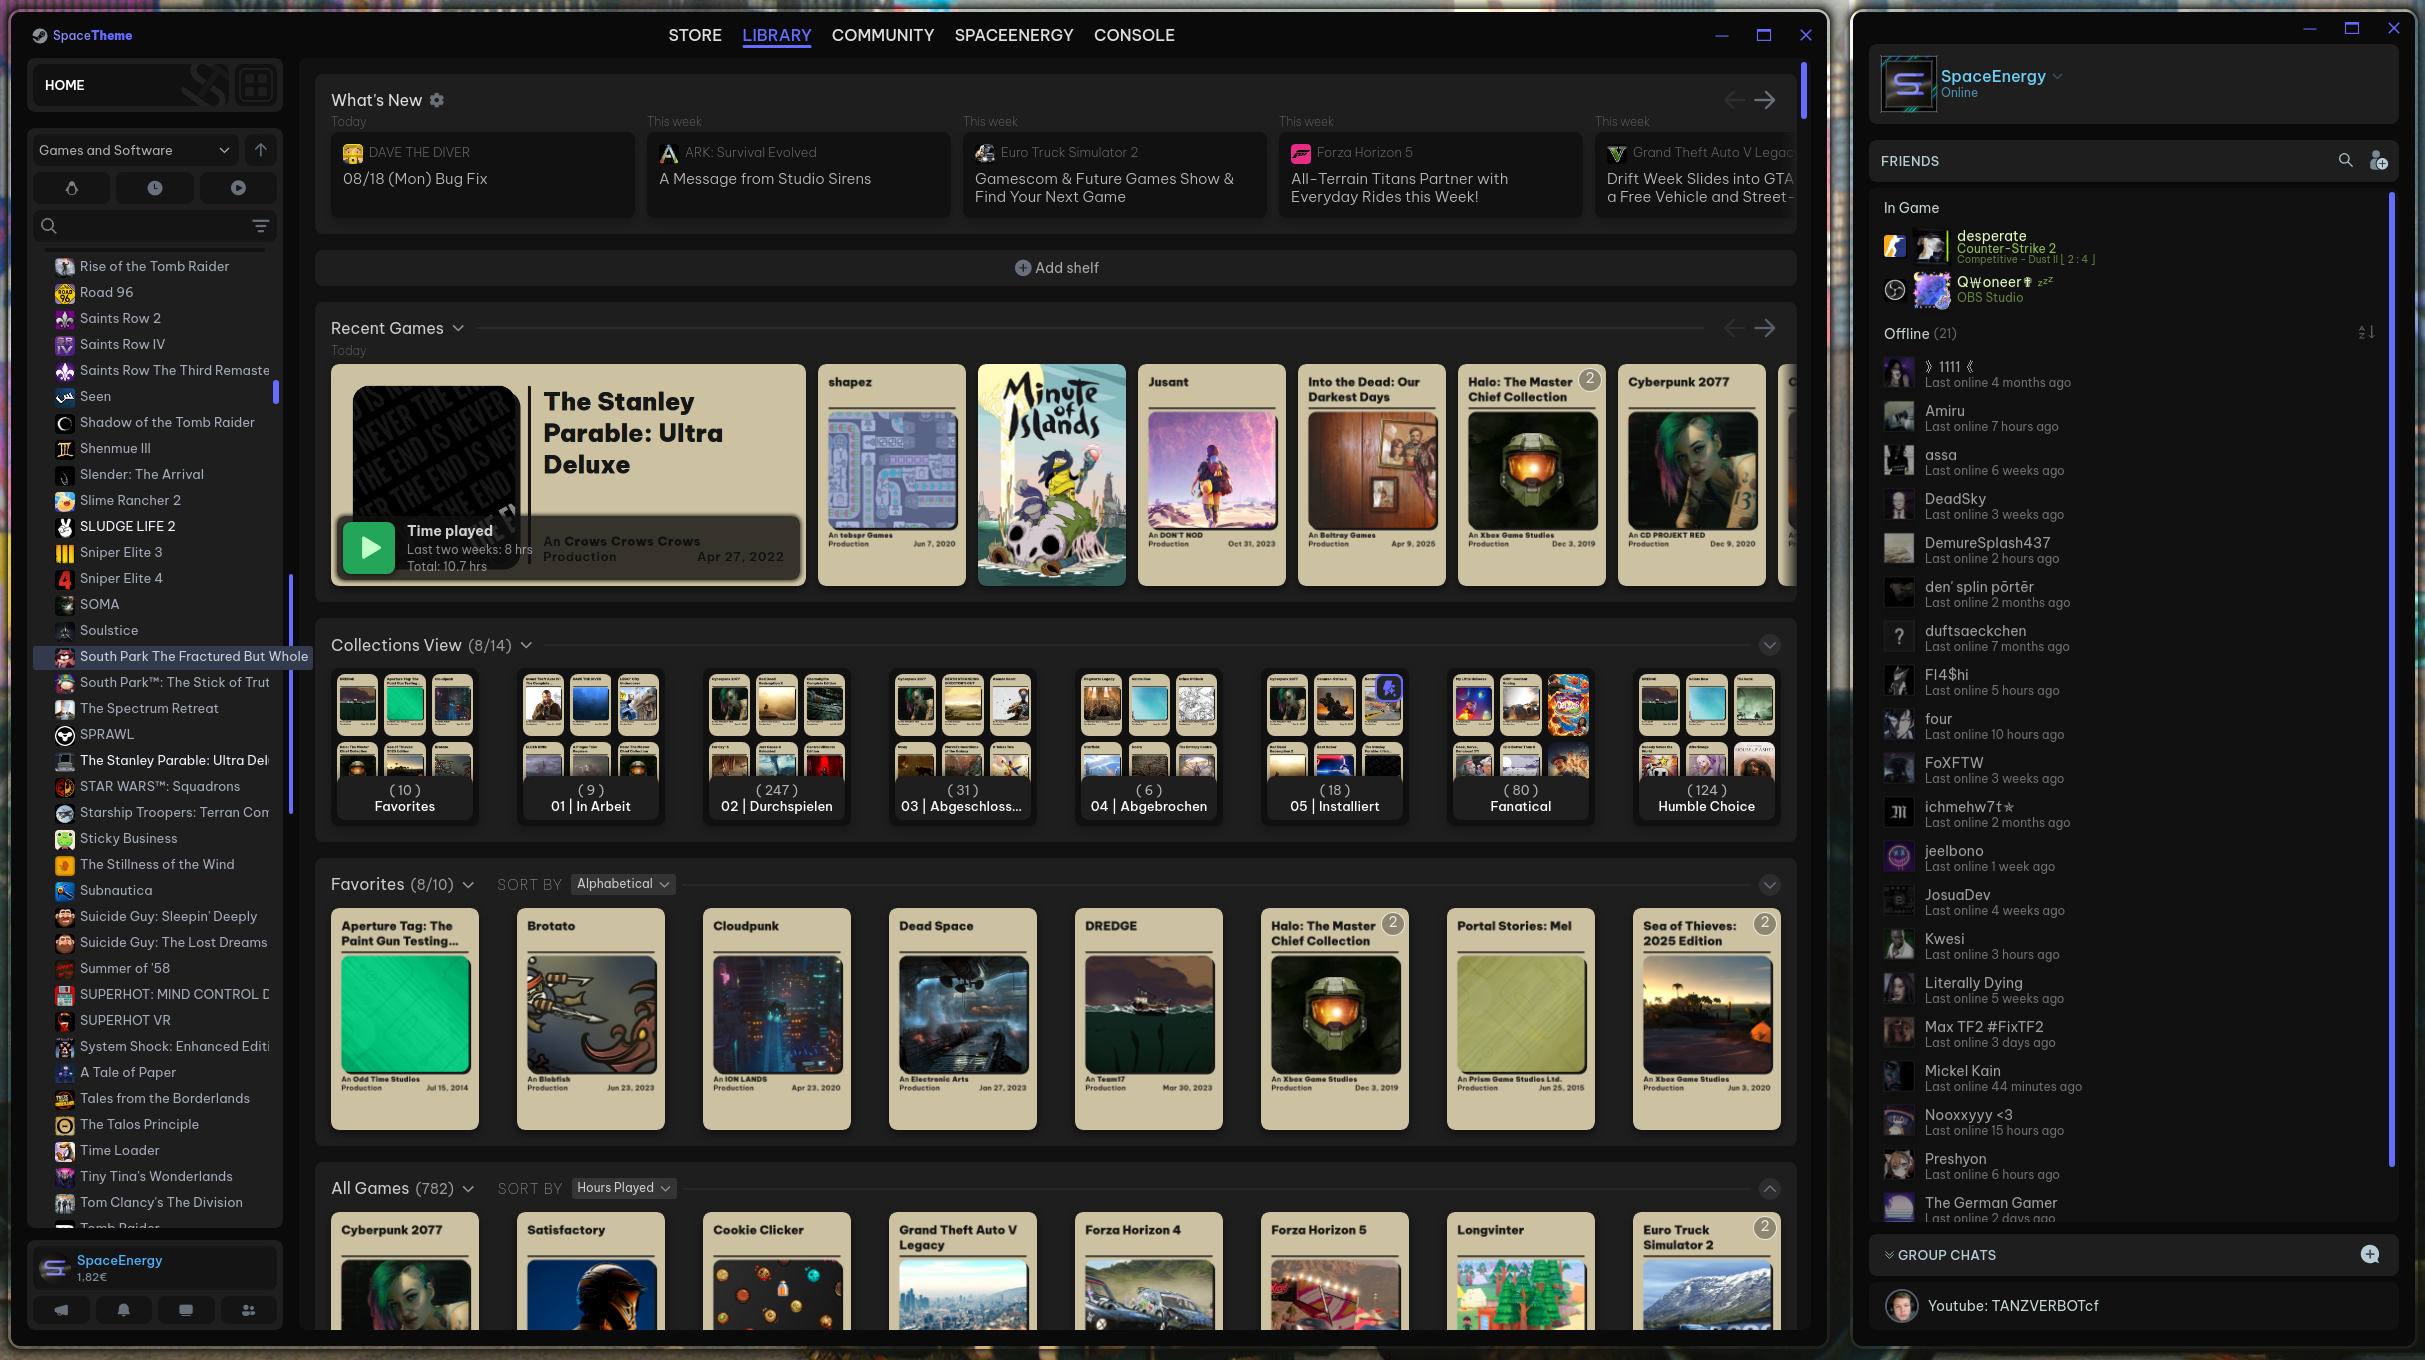 SpaceTheme
STORE LIBRARY COMMUNITY SPACEENERGY CONSOLE
HOME
Games and Software
Rise of the Tomb Raider
Road 96
Saints Row 2
Saints Row IV
Saints Row The Third Remaste
Seen
Shadow of the Tomb Raider
Shenmue III
Slender: The Arrival
Slime Rancher 2
SLUDGE LIFE 2
Sniper Elite 3
Sniper Elite 4
SOMA
Soulstice
South Park The Fractured But Whole
South Park™: The Stick of Trut
The Spectrum Retreat
SPRAWL
The Stanley Parable: Ultra Del
STAR WARS™: Squadrons
Starship Troopers: Terran Com
Sticky Business
The Stillness of the Wind
Subnautica
Suicide Guy: Sleepin' Deeply
Suicide Guy: The Lost Dreams
Summer of '58
SUPERHOT: MIND CONTROL D
SUPERHOT VR
System Shock: Enhanced Editi
A Tale of Paper
Tales from the Borderlands
The Talos Principle
Time Loader
Tiny Tina's Wonderlands
Tom Clancy's The Division
Tomb Raider
SpaceEnergy
1,82€
What's New
Today
DAVE THE DIVER
08/18 (Mon) Bug Fix
This week
ARK: Survival Evolved
A Message from Studio Sirens
This week
Euro Truck Simulator 2
Gamescom & Future Games Show &
Find Your Next Game
This week
Forza Horizon 5
All-Terrain Titans Partner with
Everyday Rides this Week!
This week
Grand Theft Auto V Legac
Drift Week Slides into GTA
a Free Vehicle and Street-
Add shelf
Recent Games
Today
The Stanley
Parable: Ultra
Deluxe
An Crows Crows Crows
Production Apr 27, 2022
Time played
Last two weeks: 8 hrs
Total: 10.7 hrs
shapez
An tobspr Games
Production Jun 7, 2020
Minute
of
Islands
Jusant
An DON'T NOD
Production Oct 31, 2023
Into the Dead: Our
Darkest Days
An Boltray Games
Production Apr 9, 2025
Halo: The Master
Chief Collection
2
An Xbox Game Studios
Production Dec 3, 2019
Cyberpunk 2077
An CD PROJEKT RED
Production Dec 9, 2020
Collections View (8/14)
( 10 )
Favorites
( 9 )
01 | In Arbeit
( 247 )
02 | Durchspielen
( 31 )
03 | Abgeschloss...
( 6 )
04 | Abgebrochen
( 18 )
05 | Installiert
( 80 )
Fanatical
( 124 )
Humble Choice
Favorites (8/10) SORT BY Alphabetical
Aperture Tag: The
Paint Gun Testing...
An Odd Time Studios
Production Jul 15, 2014
Brotato
An Blobfish
Production Jun 23, 2023
Cloudpunk
An ION LANDS
Production Apr 23, 2020
Dead Space
An Electronic Arts
Production Jan 27, 2023
DREDGE
An Team17
Production Mar 30, 2023
Halo: The Master
Chief Collection
2
An Xbox Game Studios
Production Dec 3, 2019
Portal Stories: Mel
An Prism Game Studios Ltd.
Production Jun 25, 2015
Sea of Thieves:
2025 Edition
2
An Xbox Game Studios
Production Jun 3, 2020
All Games (782) SORT BY Hours Played
Cyberpunk 2077
Satisfactory
Cookie Clicker
Grand Theft Auto V
Legacy
Forza Horizon 4
Forza Horizon 5
Longvinter
Euro Truck
Simulator 2
2
SpaceEnergy
Online
FRIENDS
In Game
desperate
Counter-Strike 2
Competitive - Dust II [ 2 : 4 ]
Q₩oneer✟ zzz
OBS Studio
Offline (21)
》1111《
Last online 4 months ago
Amiru
Last online 7 hours ago
assa
Last online 6 weeks ago
DeadSky
Last online 3 weeks ago
DemureSplash437
Last online 2 hours ago
den' splin pōrtēr
Last online 2 months ago
duftsaeckchen
Last online 7 months ago
Fl4$hi
Last online 5 hours ago
four
Last online 10 hours ago
FoXFTW
Last online 3 weeks ago
ichmehw7t✯
Last online 2 months ago
jeelbono
Last online 1 week ago
JosuaDev
Last online 4 weeks ago
Kwesi
Last online 3 hours ago
Literally Dying
Last online 5 weeks ago
Max TF2 #FixTF2
Last online 3 days ago
Mickel Kain
Last online 44 minutes ago
Nooxxyyy <3
Last online 15 hours ago
Preshyon
Last online 6 hours ago
The German Gamer
Last online 2 days ago
GROUP CHATS
Youtube: TANZVERBOTcf